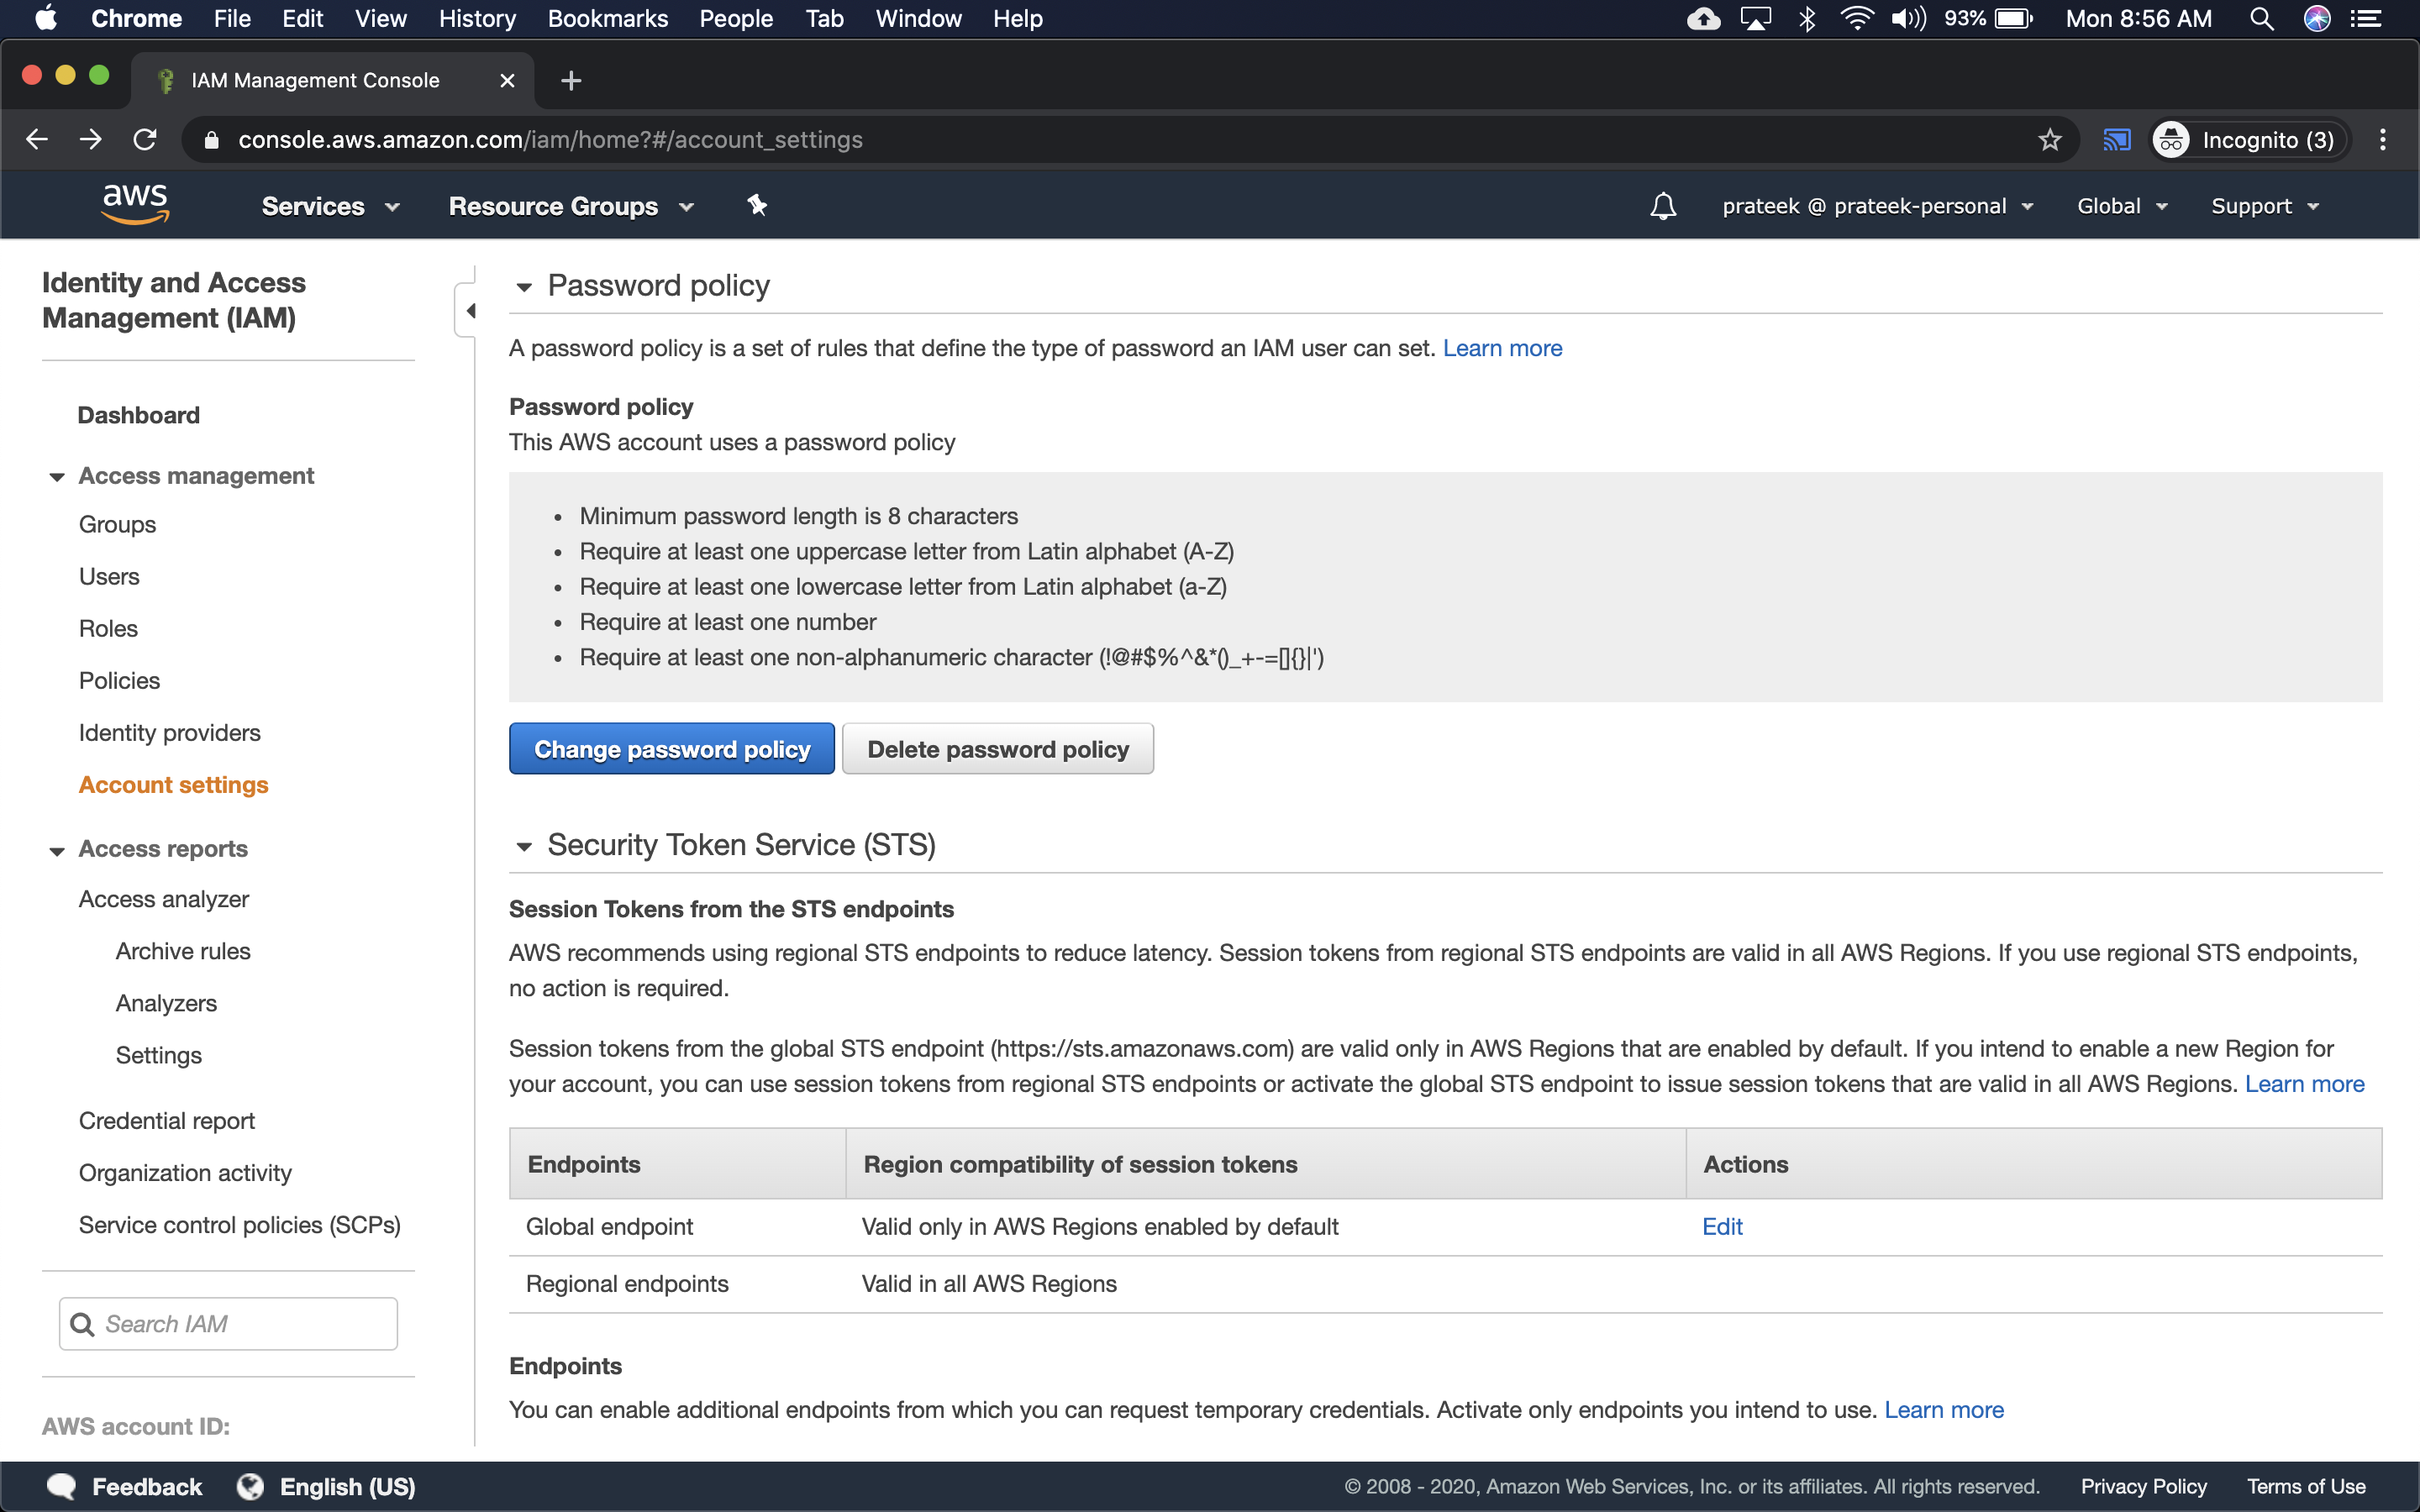 Chrome File Edit View History Bookmarks People Tab Window Help 93% Mon 8:56 AM
IAM Management Console
console.aws.amazon.com/iam/home?#/account_settings Incognito (3)
aws Services Resource Groups prateek @ prateek-personal Global Support
Identity and Access
Management (IAM)
Dashboard
Access management
Groups
Users
Roles
Policies
Identity providers
Account settings
Access reports
Access analyzer
Archive rules
Analyzers
Settings
Credential report
Organization activity
Service control policies (SCPs)
Search IAM
AWS account ID:
Password policy
A password policy is a set of rules that define the type of password an IAM user can set. Learn more
Password policy
This AWS account uses a password policy
• Minimum password length is 8 characters
• Require at least one uppercase letter from Latin alphabet (A-Z)
• Require at least one lowercase letter from Latin alphabet (a-Z)
• Require at least one number
• Require at least one non-alphanumeric character (!@#$%^&*()_+-=[]{}|')
Change password policy Delete password policy
Security Token Service (STS)
Session Tokens from the STS endpoints
AWS recommends using regional STS endpoints to reduce latency. Session tokens from regional STS endpoints are valid in all AWS Regions. If you use regional STS endpoints,
no action is required.
Session tokens from the global STS endpoint (https://sts.amazonaws.com) are valid only in AWS Regions that are enabled by default. If you intend to enable a new Region for
your account, you can use session tokens from regional STS endpoints or activate the global STS endpoint to issue session tokens that are valid in all AWS Regions. Learn more
Endpoints Region compatibility of session tokens Actions
Global endpoint Valid only in AWS Regions enabled by default Edit
Regional endpoints Valid in all AWS Regions
Endpoints
You can enable additional endpoints from which you can request temporary credentials. Activate only endpoints you intend to use. Learn more
Feedback English (US) © 2008 - 2020, Amazon Web Services, Inc. or its affiliates. All rights reserved. Privacy Policy Terms of Use